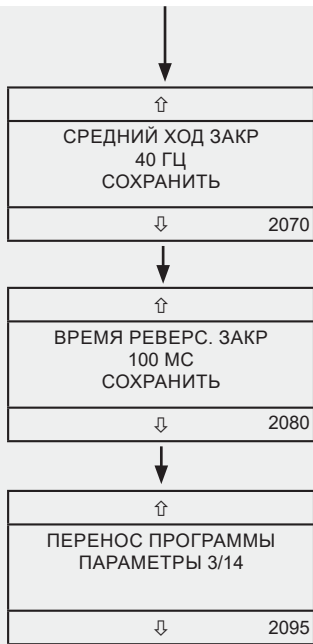 ⇧
СРЕДНИЙ ХОД ЗАКР
40 ГЦ
СОХРАНИТЬ
⇩ 2070
⇧
ВРЕМЯ РЕВЕРС. ЗАКР
100 МС
СОХРАНИТЬ
⇩ 2080
⇧
ПЕРЕНОС ПРОГРАММЫ
ПАРАМЕТРЫ 3/14
⇩ 2095